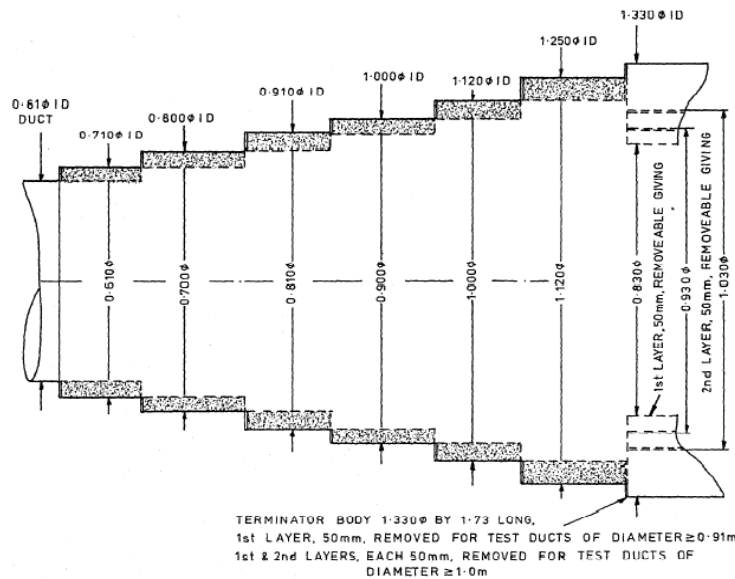 1·330ϕ ID
1·250ϕ ID
1·120ϕ ID
1·000ϕ ID
0·910ϕ ID
0·800ϕ ID
0·710ϕ ID
0·61ϕ ID
DUCT
0·610ϕ
0·700ϕ
0·810ϕ
0·900ϕ
1·000ϕ
1·120ϕ
0·830ϕ
1st LAYER, 50mm, REMOVEABLE GIVING
0·930ϕ
2nd LAYER, 50mm, REMOVEABLE GIVING
1·030ϕ
TERMINATOR BODY 1·330ϕ BY 1·73 LONG,
1st LAYER, 50mm, REMOVED FOR TEST DUCTS OF DIAMETER ≥ 0·91m
1st & 2nd LAYERS, EACH 50mm, REMOVED FOR TEST DUCTS OF
DIAMETER ≥ 1·0m